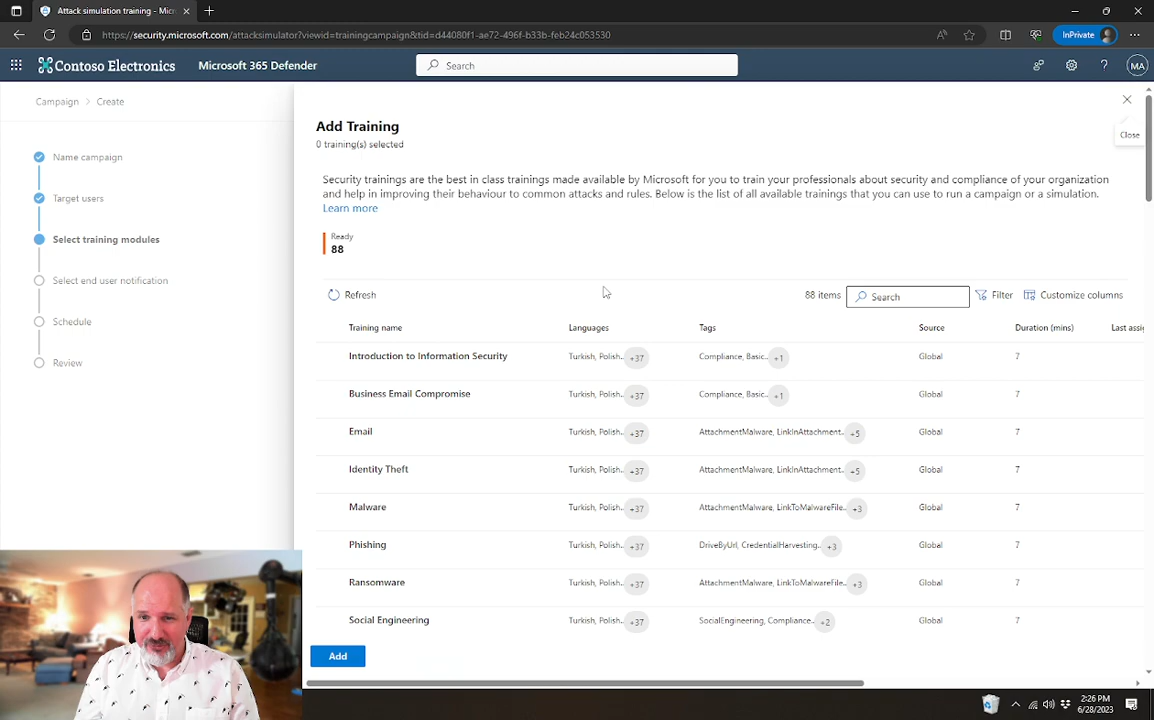 Attack simulation training - Micr
https://security.microsoft.com/attacksimulator?viewid=trainingcampaign&tid=d44080f1-ae72-496f-b33b-feb24c053530
InPrivate
Contoso Electronics
Microsoft 365 Defender
Search
MA
Campaign > Create
Name campaign
Target users
Select training modules
Select end user notification
Schedule
Review
Close
Add Training
0 training(s) selected
Security trainings are the best in class trainings made available by Microsoft for you to train your professionals about security and compliance of your organization
and help in improving their behaviour to common attacks and rules. Below is the list of all available trainings that you can use to run a campaign or a simulation.
Learn more
Ready
88
Refresh 88 items Search Filter Customize columns
Training name Languages Tags Source Duration (mins) Last assig
Introduction to Information Security Turkish, Polish.. +37 Compliance, Basic.. +1 Global 7
Business Email Compromise Turkish, Polish.. +37 Compliance, Basic.. +1 Global 7
Email Turkish, Polish.. +37 AttachmentMalware, LinkInAttachment.. +5 Global 7
Identity Theft Turkish, Polish.. +37 AttachmentMalware, LinkInAttachment.. +5 Global 7
Malware Turkish, Polish.. +37 AttachmentMalware, LinkToMalwareFile.. +3 Global 7
Phishing Turkish, Polish.. +37 DriveByUrl, CredentialHarvesting.. +3 Global 7
Ransomware Turkish, Polish.. +37 AttachmentMalware, LinkToMalwareFile.. +3 Global 7
Social Engineering Turkish, Polish.. +37 SocialEngineering, Compliance.. +2 Global 7
Add
2:26 PM
6/28/2023